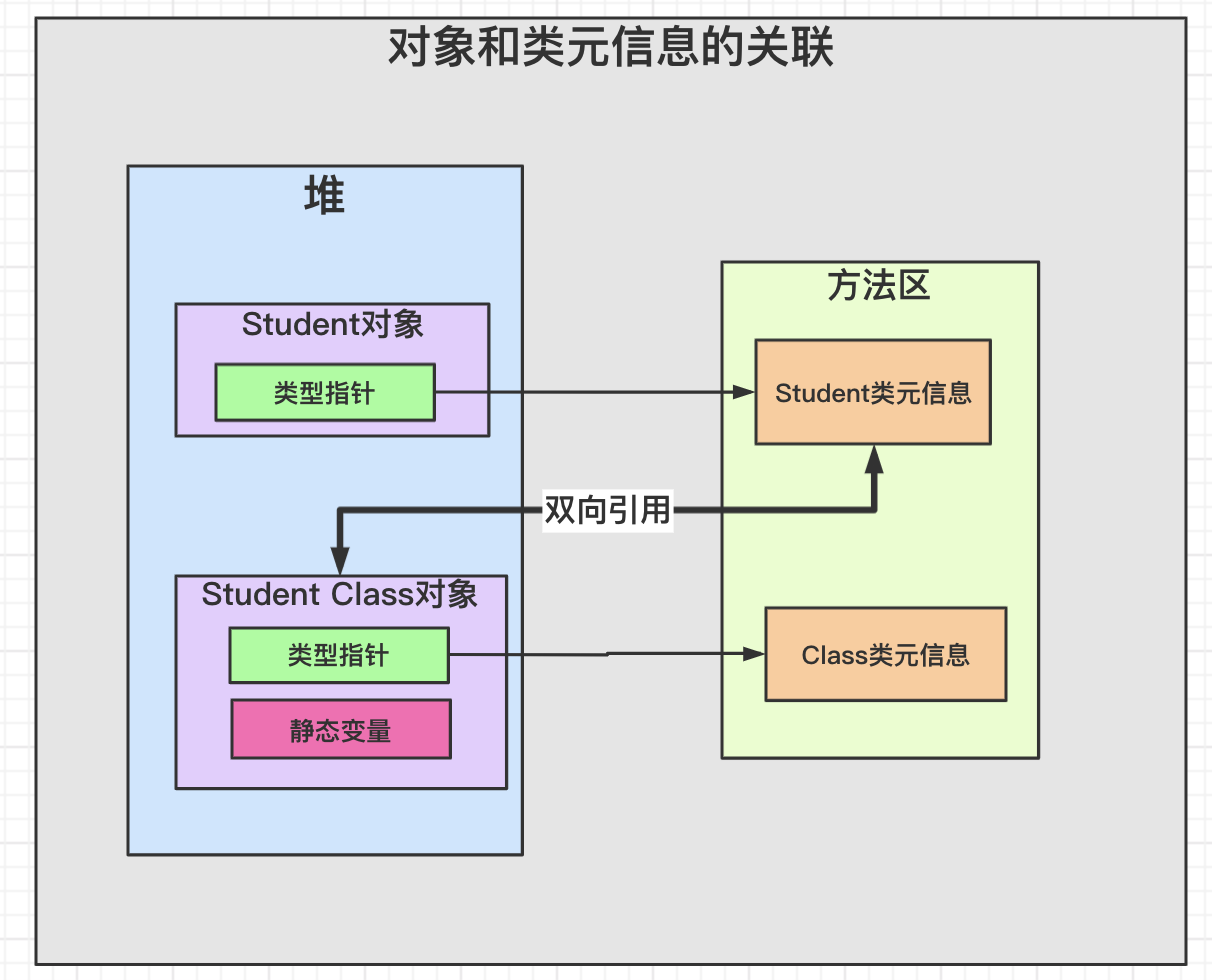 对象和类元信息的关联
堆
Student对象
类型指针
方法区
Student类元信息
双向引用
Student Class对象
类型指针
静态变量
Class类元信息